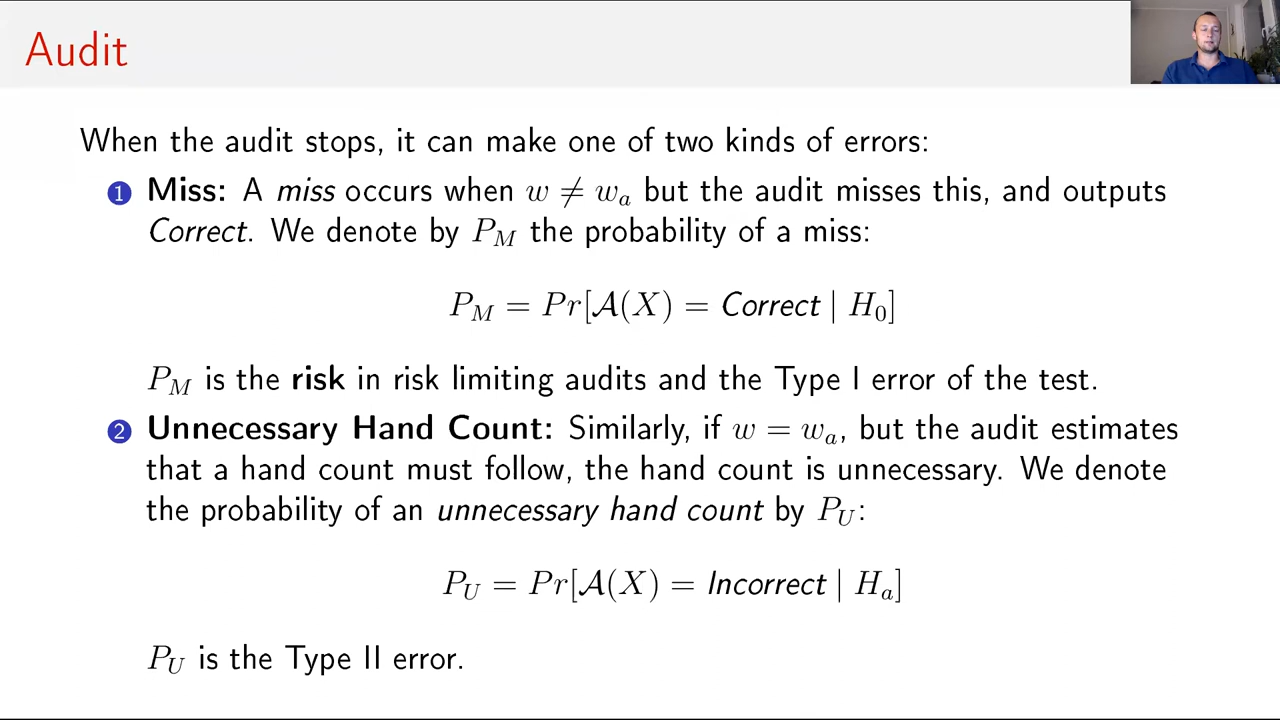 Audit
When the audit stops, it can make one of two kinds of errors:
1 Miss: A miss occurs when w ≠ wₐ but the audit misses this, and outputs
Correct. We denote by P_M the probability of a miss:
P_M = Pr[𝒜(X) = Correct | H₀]
P_M is the risk in risk limiting audits and the Type I error of the test.
2 Unnecessary Hand Count: Similarly, if w = wₐ, but the audit estimates
that a hand count must follow, the hand count is unnecessary. We denote
the probability of an unnecessary hand count by P_U:
P_U = Pr[𝒜(X) = Incorrect | Hₐ]
P_U is the Type II error.